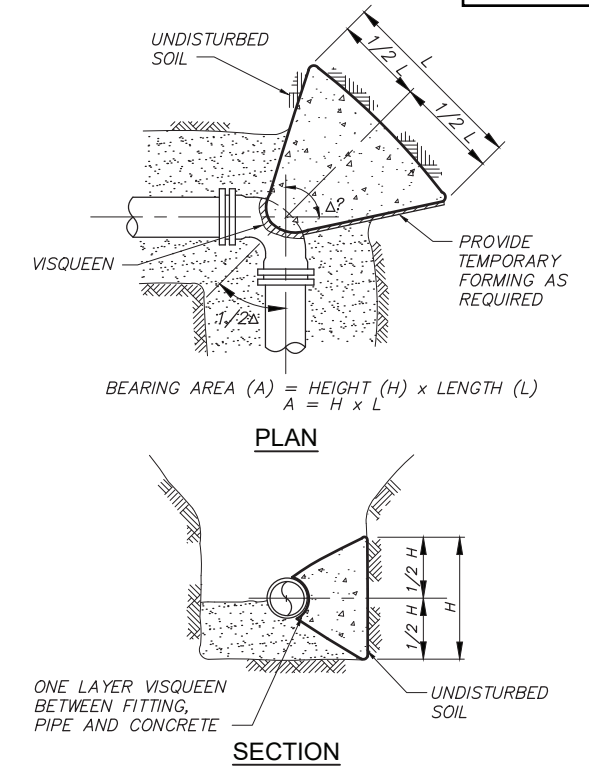 UNDISTURBED
SOIL
1/2 L
L
1/2 L
Δ?
VISQUEEN
PROVIDE
TEMPORARY
FORMING AS
REQUIRED
1/2Δ
BEARING AREA (A) = HEIGHT (H) x LENGTH (L)
A = H x L
PLAN
1/2 H
H
1/2 H
ONE LAYER VISQUEEN
BETWEEN FITTING,
PIPE AND CONCRETE
UNDISTURBED
SOIL
SECTION